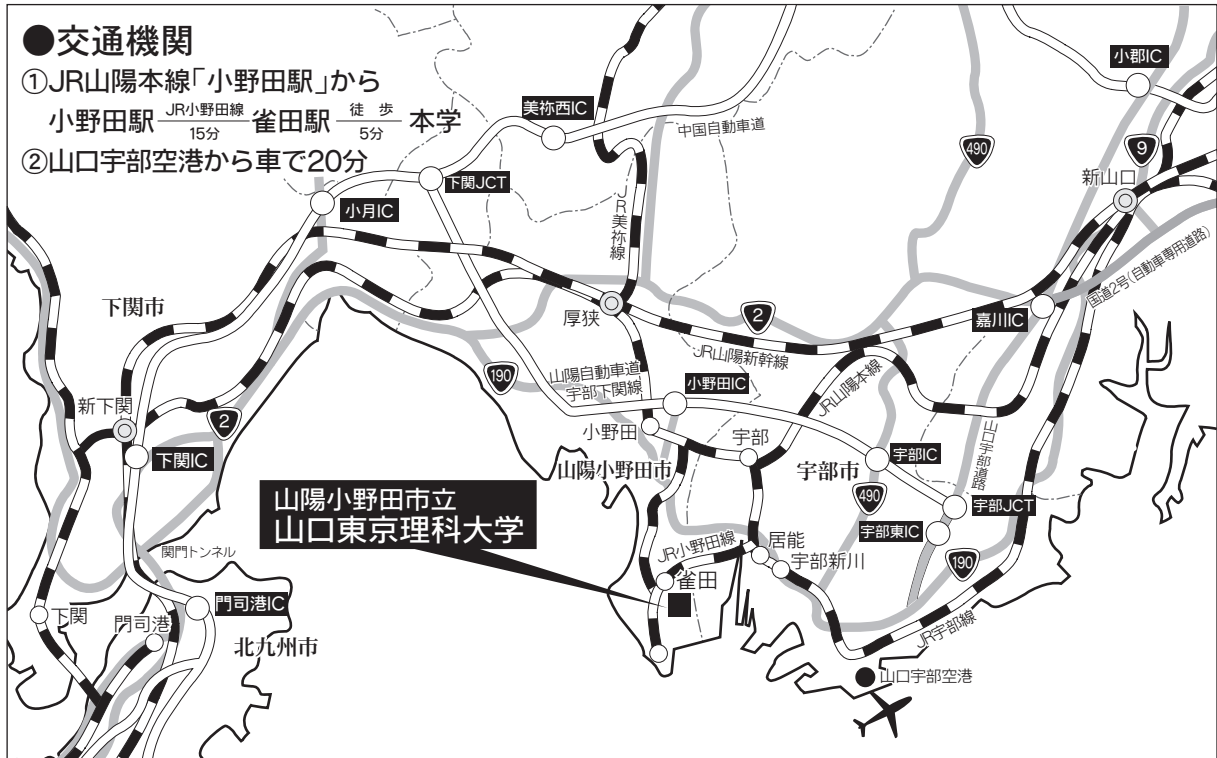 ●交通機関
①JR山陽本線「小野田駅」から
小野田駅 JR小野田線 15分 雀田駅 徒歩 5分 本学
②山口宇部空港から車で20分
小郡IC
美祢西IC
中国自動車道
490
9
新山口
下関JCT
小月IC
JR美祢線
国道2号(自動車専用道路)
下関市
厚狭
2
嘉川IC
JR山陽新幹線
190
山陽自動車道
宇部下関線
小野田IC
JR山陽本線
新下関
2
小野田
宇部
山口宇部道路
下関IC
山陽小野田市
宇部市
宇部IC
490
宇部JCT
山陽小野田市立
山口東京理科大学
宇部東IC
関門トンネル
JR小野田線
居能
宇部新川
190
雀田
下関
門司港IC
門司港
北九州市
JR宇部線
山口宇部空港